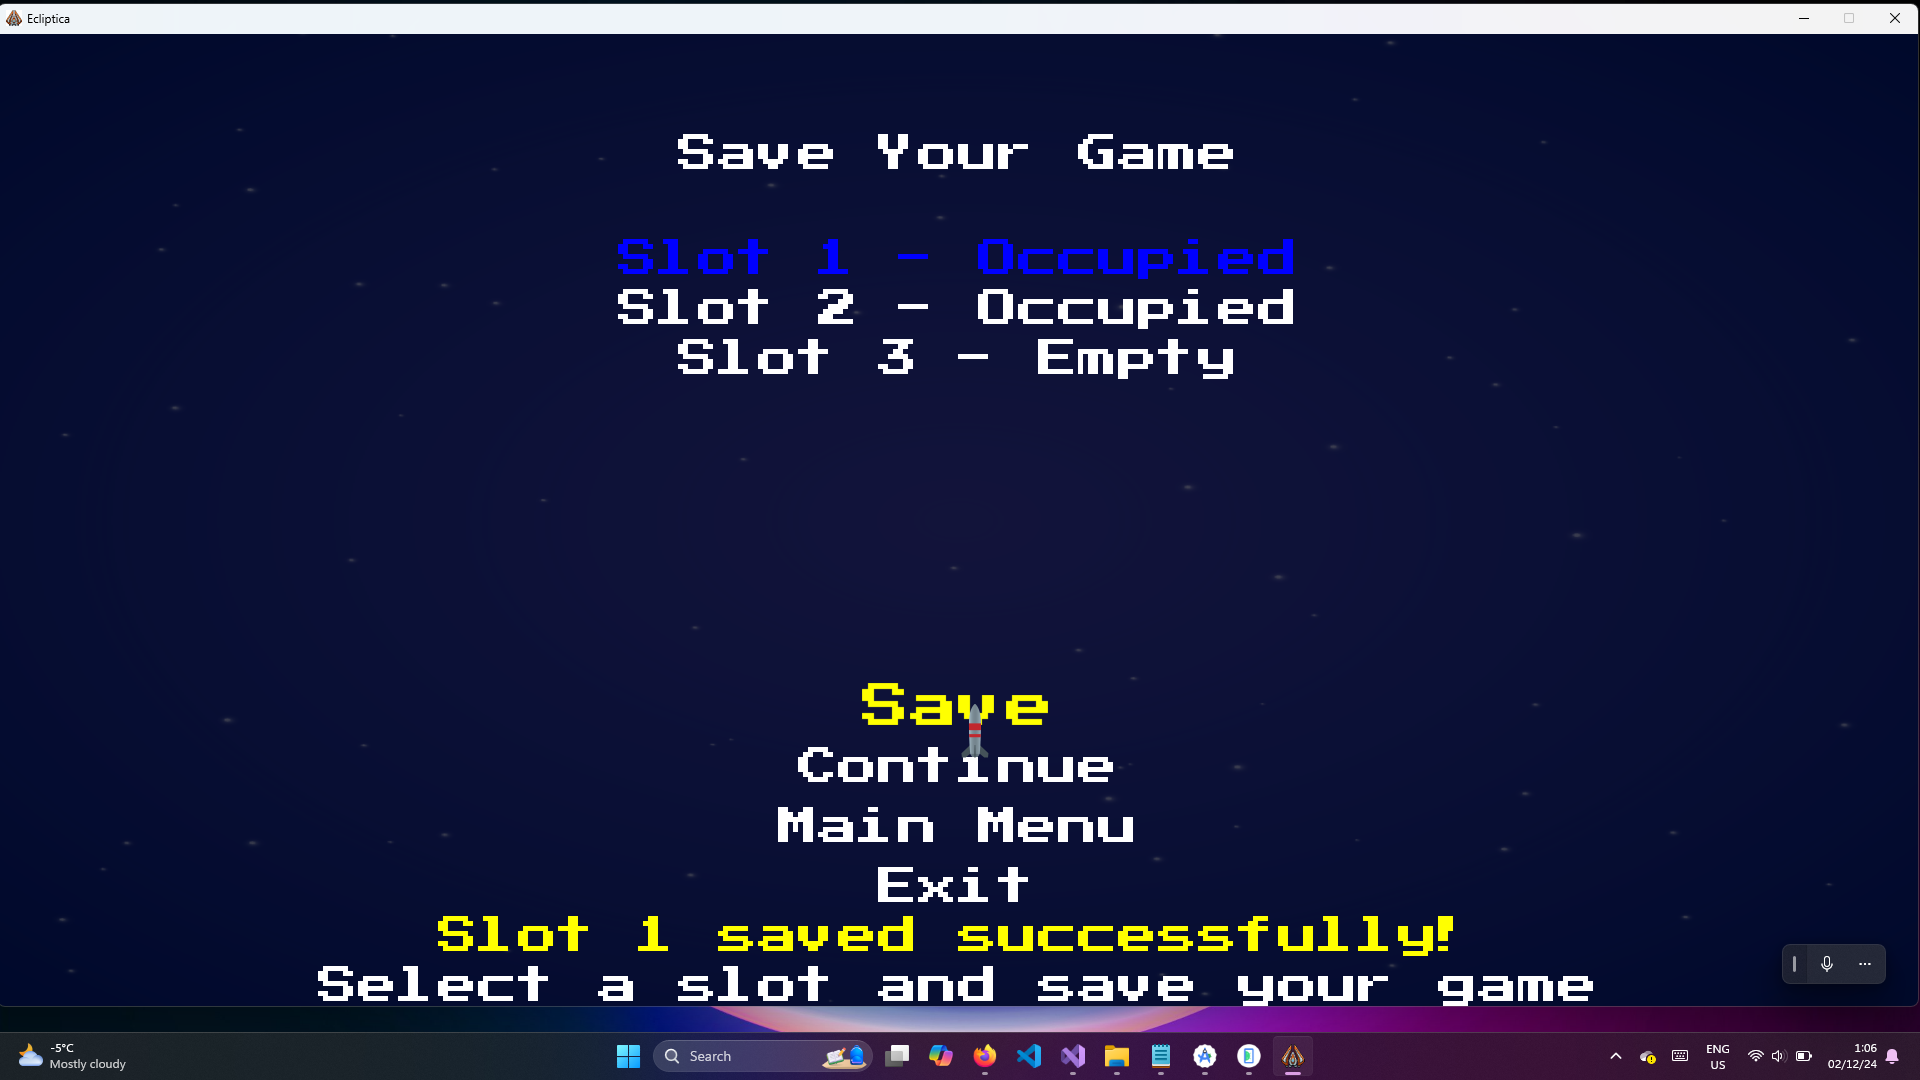 Ecliptica
Save Your Game
Slot 1 - Occupied
Slot 2 - Occupied
Slot 3 - Empty
Save
Continue
Main Menu
Exit
Slot 1 saved successfully!
Select a slot and save your game
-5°C
Mostly cloudy
Search
ENG
US
1:06
02/12/24